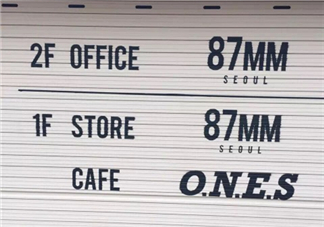 2F OFFICE 87MM
SEOUL
1F STORE 87MM
SEOUL
CAFE O.N.E.S